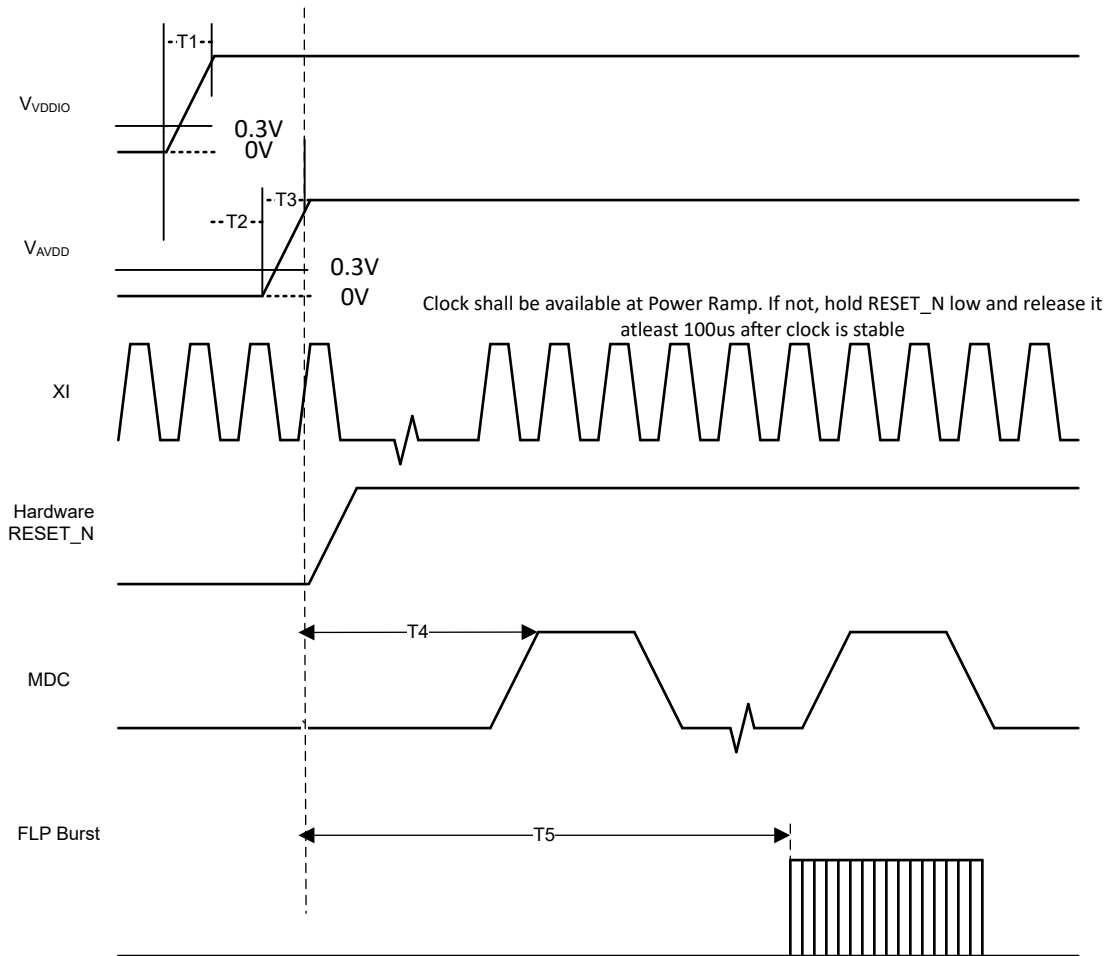 T1
VVDDIO
0.3V
0V
T3
T2
VAVDD
0.3V
0V
Clock shall be available at Power Ramp. If not, hold RESET_N low and release it
atleast 100us after clock is stable
XI
Hardware
RESET_N
T4
MDC
FLP Burst
T5